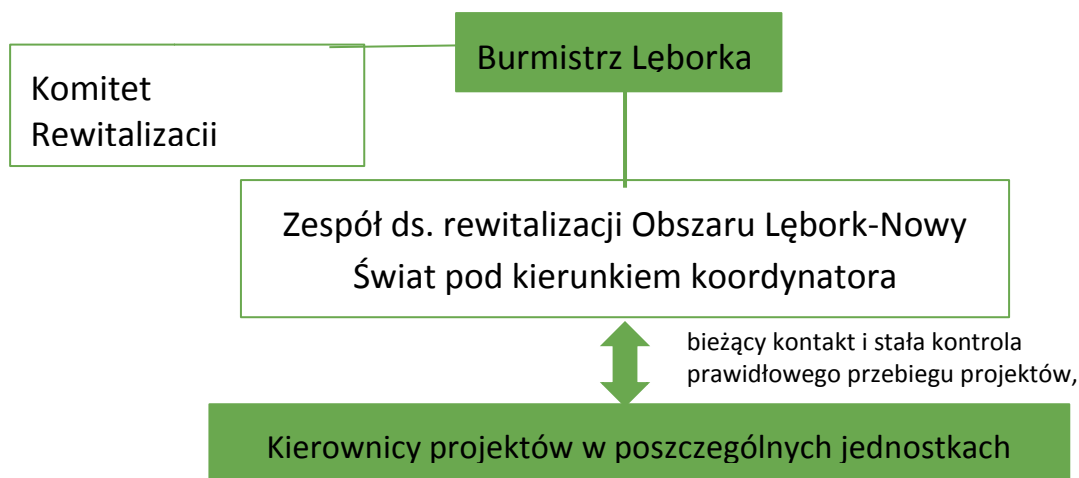 Burmistrz Lęborka
Komitet
Rewitalizacji
Zespół ds. rewitalizacji Obszaru Lębork-Nowy
Świat pod kierunkiem koordynatora
bieżący kontakt i stała kontrola
prawidłowego przebiegu projektów,
Kierownicy projektów w poszczególnych jednostkach